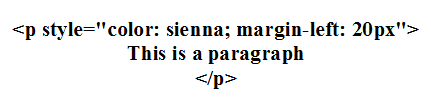 <p style="color: sienna; margin-left: 20px">
This is a paragraph
</p>